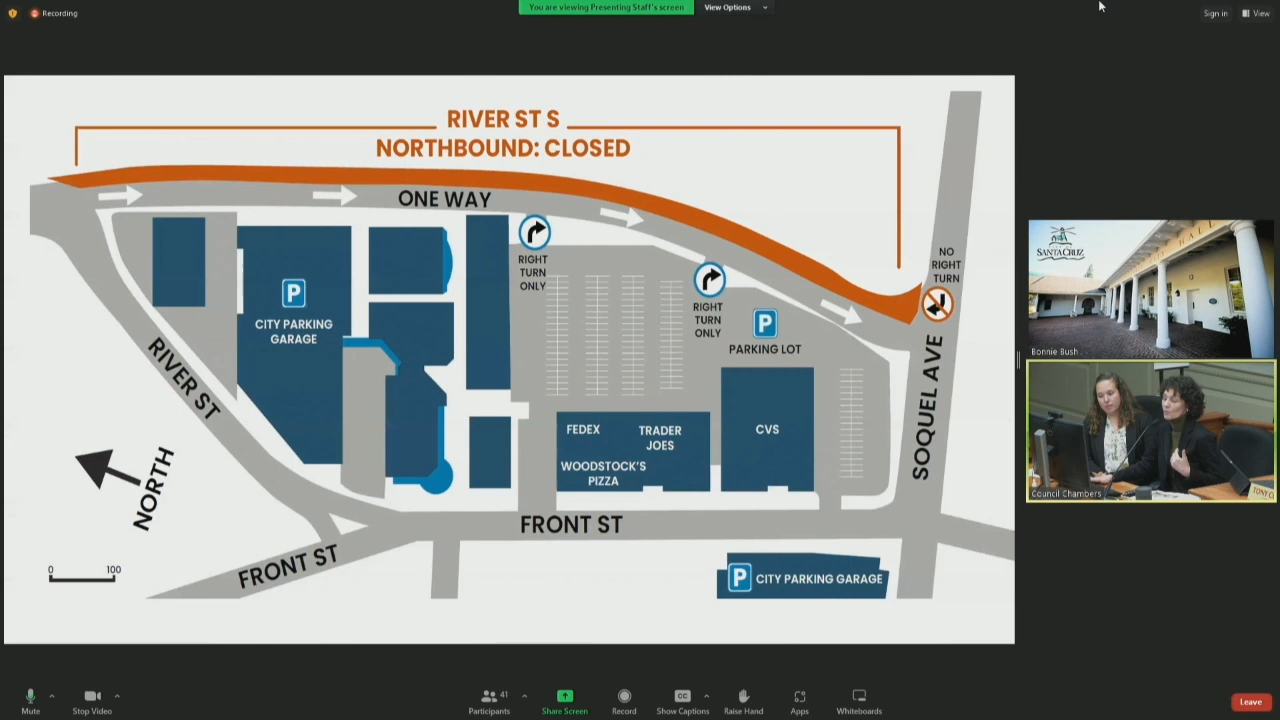 Recording
You are viewing Presenting Staff's screen
View Options
Sign in
View
RIVER ST S
NORTHBOUND: CLOSED
ONE WAY
RIGHT
TURN
ONLY
RIGHT
TURN
ONLY
NO
RIGHT
TURN
P
CITY PARKING
GARAGE
P
PARKING LOT
RIVER ST
SOQUEL AVE
FEDEX
TRADER
JOES
WOODSTOCK'S
PIZZA
CVS
NORTH
FRONT ST
FRONT ST
0 100
P CITY PARKING GARAGE
SANTA CRUZ
Bonnie Bush
Council Chambers
Mute
Stop Video
Participants
41
Share Screen
Record
CC
Show Captions
Raise Hand
Apps
Whiteboards
Leave